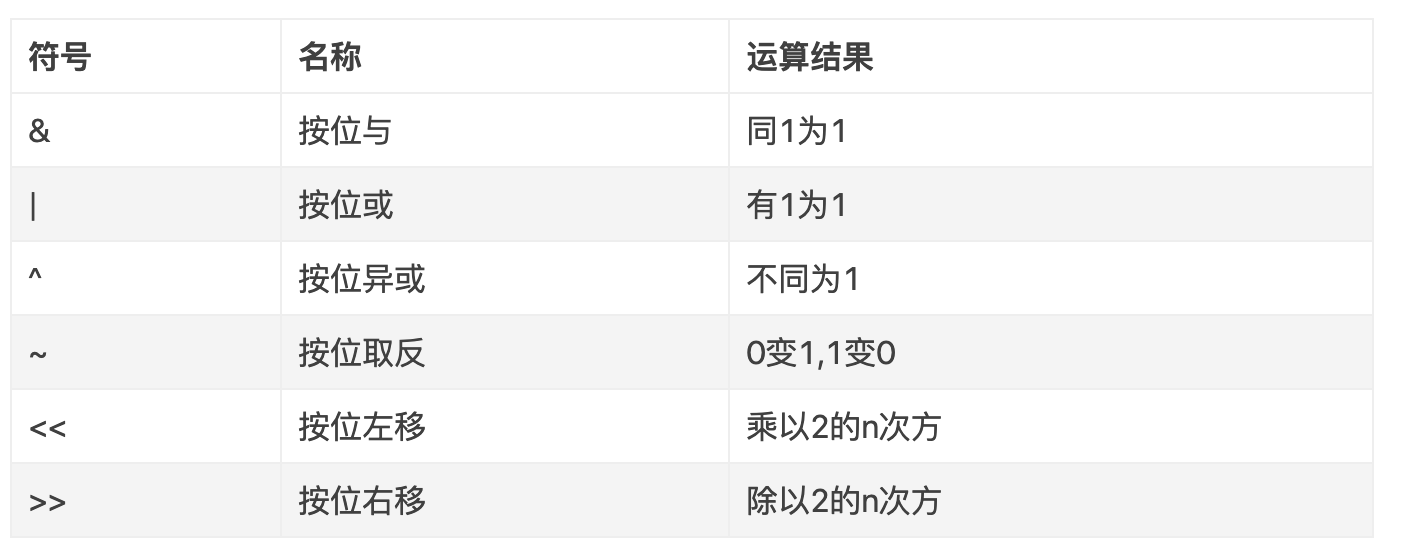 符号 名称 运算结果
& 按位与 同1为1
| 按位或 有1为1
^ 按位异或 不同为1
~ 按位取反 0变1,1变0
<< 按位左移 乘以2的n次方
>> 按位右移 除以2的n次方